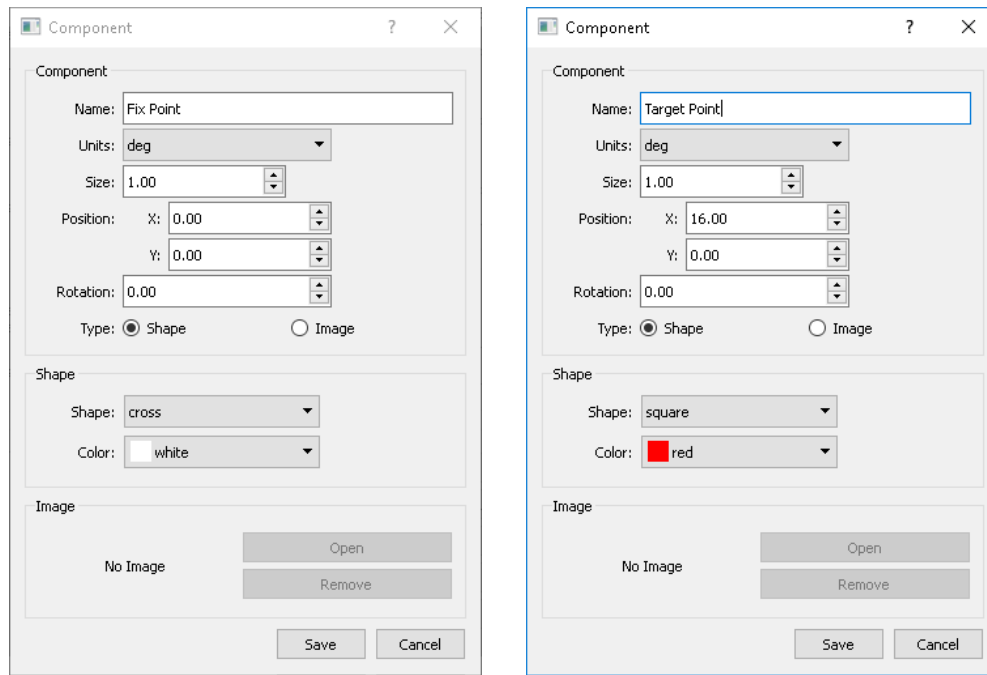 Component ? ×
Component
Name: Fix Point
Units: deg
Size: 1.00
Position: X: 0.00
Y: 0.00
Rotation: 0.00
Type: Shape Image
Shape
Shape: cross
Color: white
Image
No Image
Open
Remove
Save Cancel
Component ? ×
Component
Name: Target Point
Units: deg
Size: 1.00
Position: X: 16.00
Y: 0.00
Rotation: 0.00
Type: Shape Image
Shape
Shape: square
Color: red
Image
No Image
Open
Remove
Save Cancel